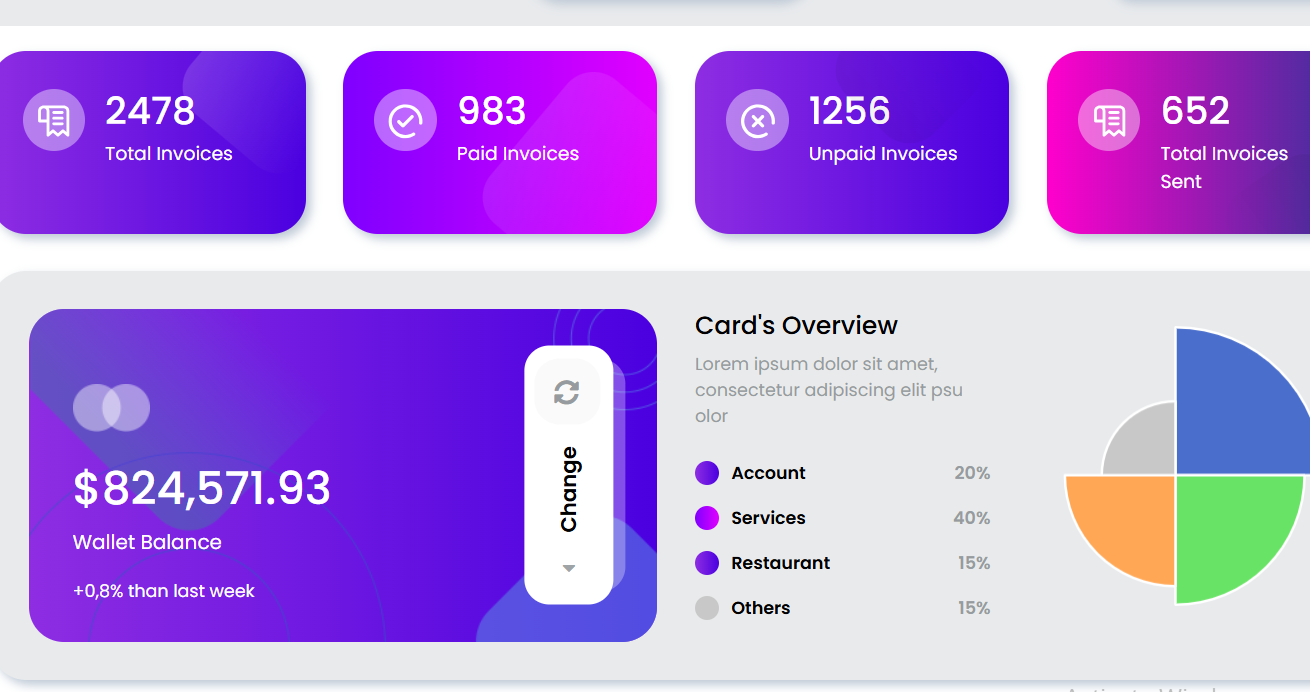 2478
Total Invoices
983
Paid Invoices
1256
Unpaid Invoices
652
Total Invoices
Sent
$824,571.93
Wallet Balance
+0,8% than last week
Change
Card's Overview
Lorem ipsum dolor sit amet,
consectetur adipiscing elit psu
olor
Account 20%
Services 40%
Restaurant 15%
Others 15%